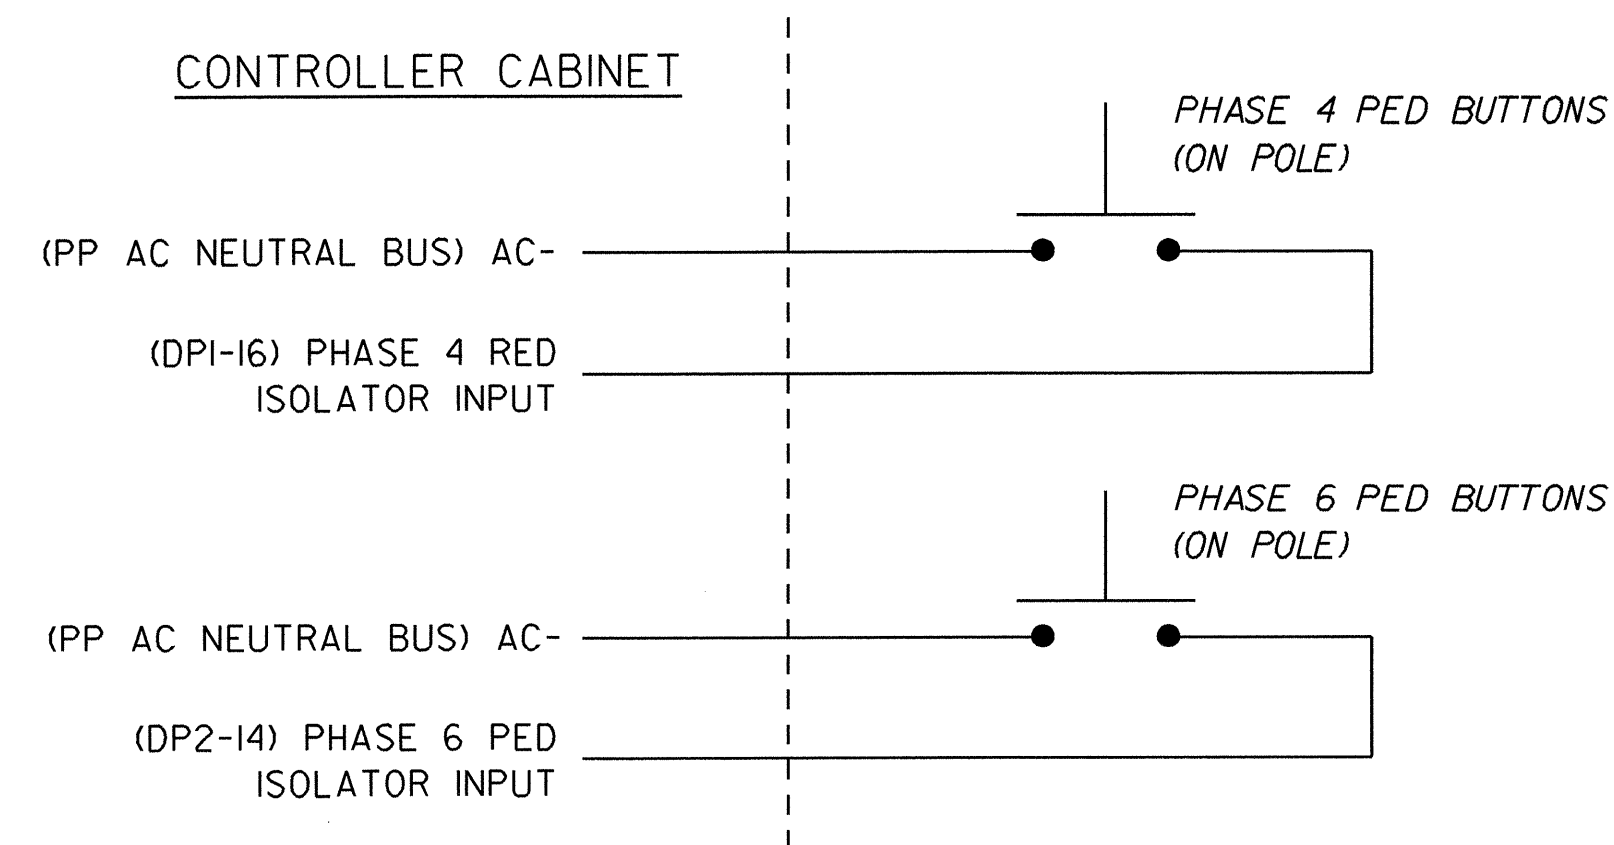 CONTROLLER CABINET
PHASE 4 PED BUTTONS
(ON POLE)
(PP AC NEUTRAL BUS) AC-
(DP1-16) PHASE 4 RED
ISOLATOR INPUT
PHASE 6 PED BUTTONS
(ON POLE)
(PP AC NEUTRAL BUS) AC-
(DP2-14) PHASE 6 PED
ISOLATOR INPUT